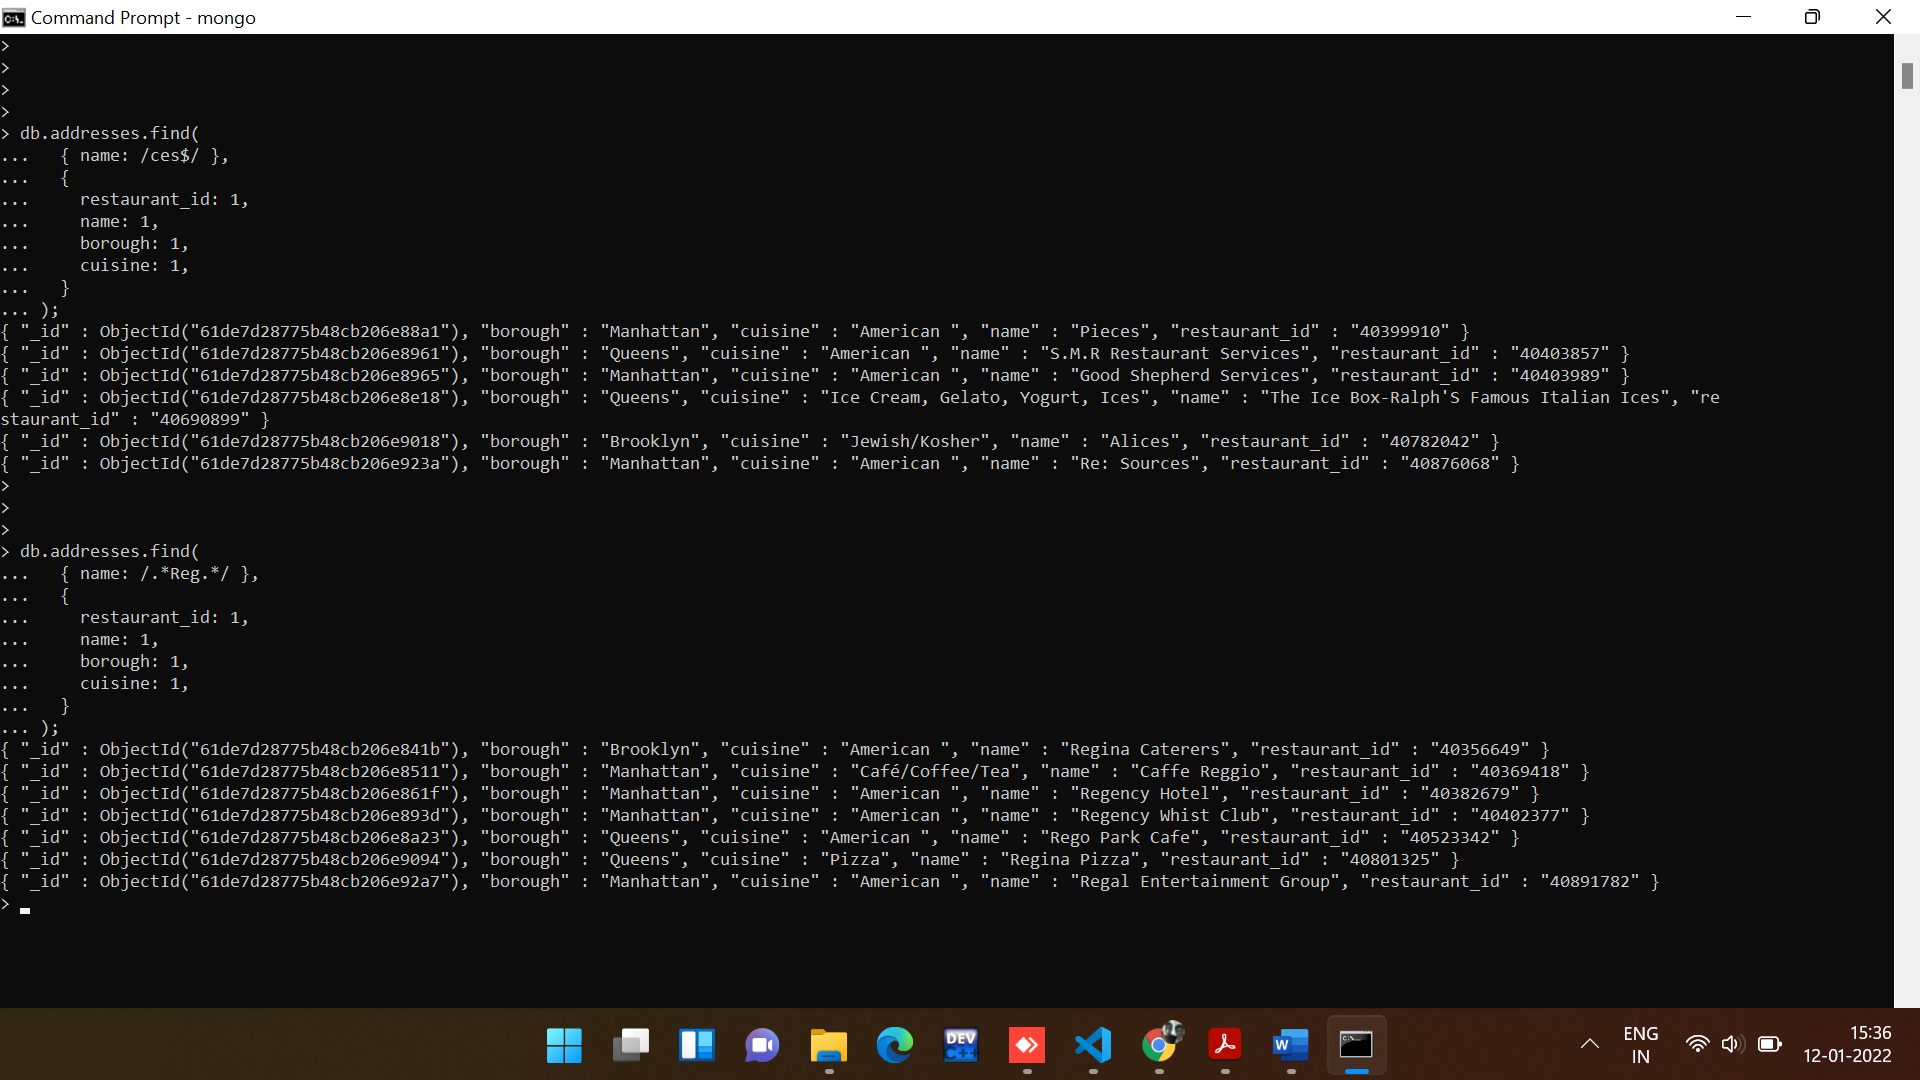 Command Prompt - mongo
>
>
>
>
> db.addresses.find(
...   { name: /ces$/ },
...   {
...     restaurant_id: 1,
...     name: 1,
...     borough: 1,
...     cuisine: 1,
...   }
... );
{ "_id" : ObjectId("61de7d28775b48cb206e88a1"), "borough" : "Manhattan", "cuisine" : "American ", "name" : "Pieces", "restaurant_id" : "40399910" }
{ "_id" : ObjectId("61de7d28775b48cb206e8961"), "borough" : "Queens", "cuisine" : "American ", "name" : "S.M.R Restaurant Services", "restaurant_id" : "40403857" }
{ "_id" : ObjectId("61de7d28775b48cb206e8965"), "borough" : "Manhattan", "cuisine" : "American ", "name" : "Good Shepherd Services", "restaurant_id" : "40403989" }
{ "_id" : ObjectId("61de7d28775b48cb206e8e18"), "borough" : "Queens", "cuisine" : "Ice Cream, Gelato, Yogurt, Ices", "name" : "The Ice Box-Ralph'S Famous Italian Ices", "re
staurant_id" : "40690899" }
{ "_id" : ObjectId("61de7d28775b48cb206e9018"), "borough" : "Brooklyn", "cuisine" : "Jewish/Kosher", "name" : "Alices", "restaurant_id" : "40782042" }
{ "_id" : ObjectId("61de7d28775b48cb206e923a"), "borough" : "Manhattan", "cuisine" : "American ", "name" : "Re: Sources", "restaurant_id" : "40876068" }
>
>
>
> db.addresses.find(
...   { name: /.*Reg.*/ },
...   {
...     restaurant_id: 1,
...     name: 1,
...     borough: 1,
...     cuisine: 1,
...   }
... );
{ "_id" : ObjectId("61de7d28775b48cb206e841b"), "borough" : "Brooklyn", "cuisine" : "American ", "name" : "Regina Caterers", "restaurant_id" : "40356649" }
{ "_id" : ObjectId("61de7d28775b48cb206e8511"), "borough" : "Manhattan", "cuisine" : "Café/Coffee/Tea", "name" : "Caffe Reggio", "restaurant_id" : "40369418" }
{ "_id" : ObjectId("61de7d28775b48cb206e861f"), "borough" : "Manhattan", "cuisine" : "American ", "name" : "Regency Hotel", "restaurant_id" : "40382679" }
{ "_id" : ObjectId("61de7d28775b48cb206e893d"), "borough" : "Manhattan", "cuisine" : "American ", "name" : "Regency Whist Club", "restaurant_id" : "40402377" }
{ "_id" : ObjectId("61de7d28775b48cb206e8a23"), "borough" : "Queens", "cuisine" : "American ", "name" : "Rego Park Cafe", "restaurant_id" : "40523342" }
{ "_id" : ObjectId("61de7d28775b48cb206e9094"), "borough" : "Queens", "cuisine" : "Pizza", "name" : "Regina Pizza", "restaurant_id" : "40801325" }
{ "_id" : ObjectId("61de7d28775b48cb206e92a7"), "borough" : "Manhattan", "cuisine" : "American ", "name" : "Regal Entertainment Group", "restaurant_id" : "40891782" }
>
DEV
C++
W
ENG
IN
15:36
12-01-2022